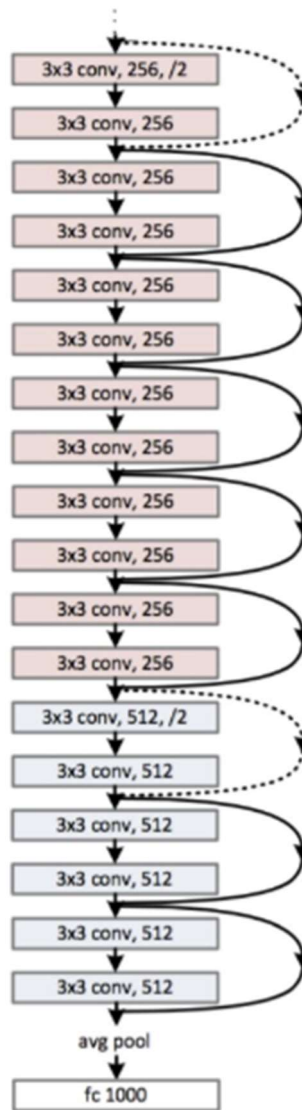 3x3 conv, 256, /2
3x3 conv, 256
3x3 conv, 256
3x3 conv, 256
3x3 conv, 256
3x3 conv, 256
3x3 conv, 256
3x3 conv, 256
3x3 conv, 256
3x3 conv, 256
3x3 conv, 256
3x3 conv, 256
3x3 conv, 512, /2
3x3 conv, 512
3x3 conv, 512
3x3 conv, 512
3x3 conv, 512
3x3 conv, 512
avg pool
fc 1000